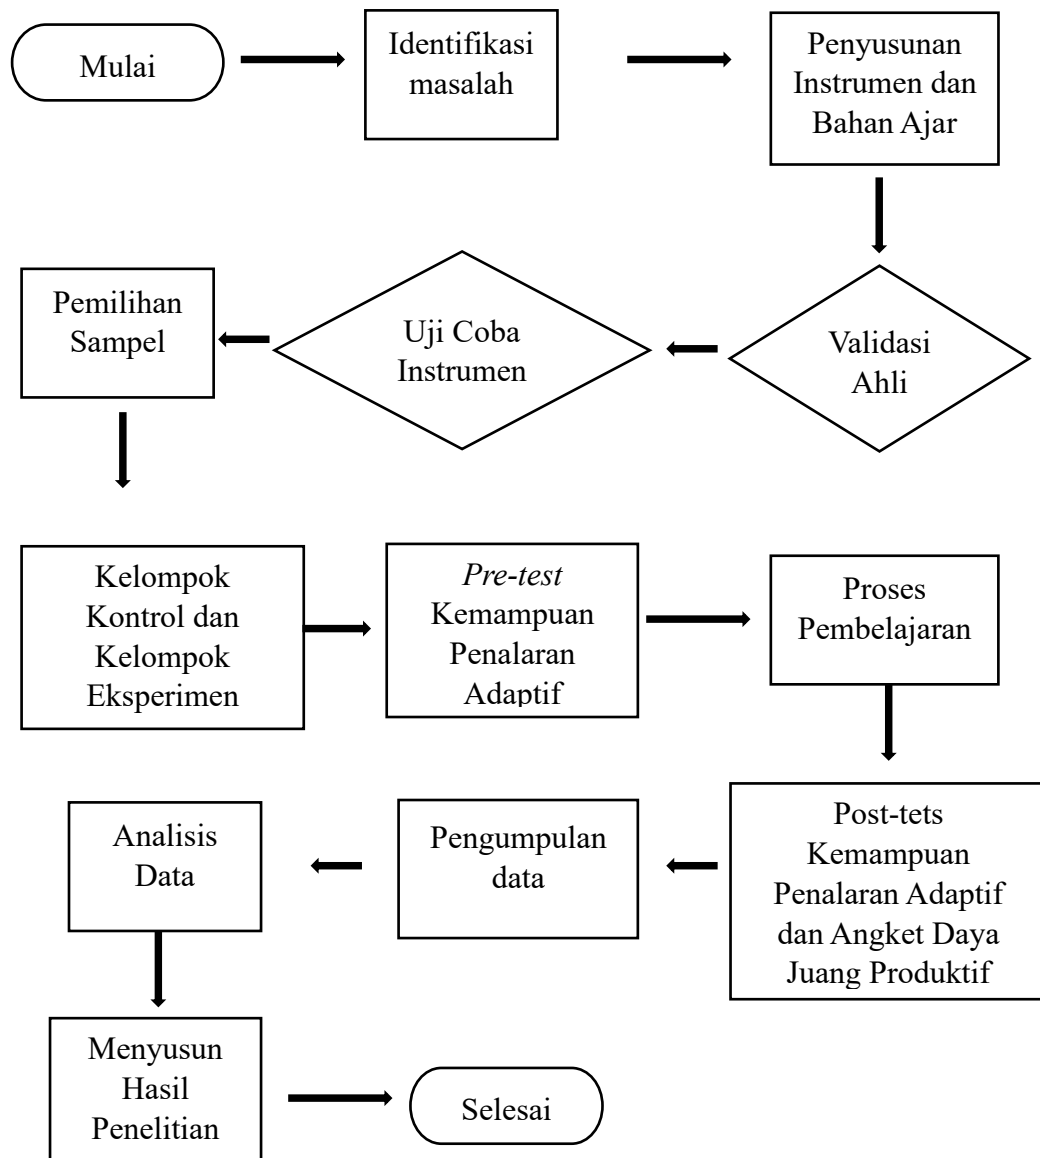 Mulai
Identifikasi
masalah
Penyusunan
Instrumen dan
Bahan Ajar
Pemilihan
Sampel
Uji Coba
Instrumen
Validasi
Ahli
Kelompok
Kontrol dan
Kelompok
Eksperimen
Pre-test
Kemampuan
Penalaran
Adaptif
Proses
Pembelajaran
Analisis
Data
Pengumpulan
data
Post-tets
Kemampuan
Penalaran Adaptif
dan Angket Daya
Juang Produktif
Menyusun
Hasil
Penelitian
Selesai